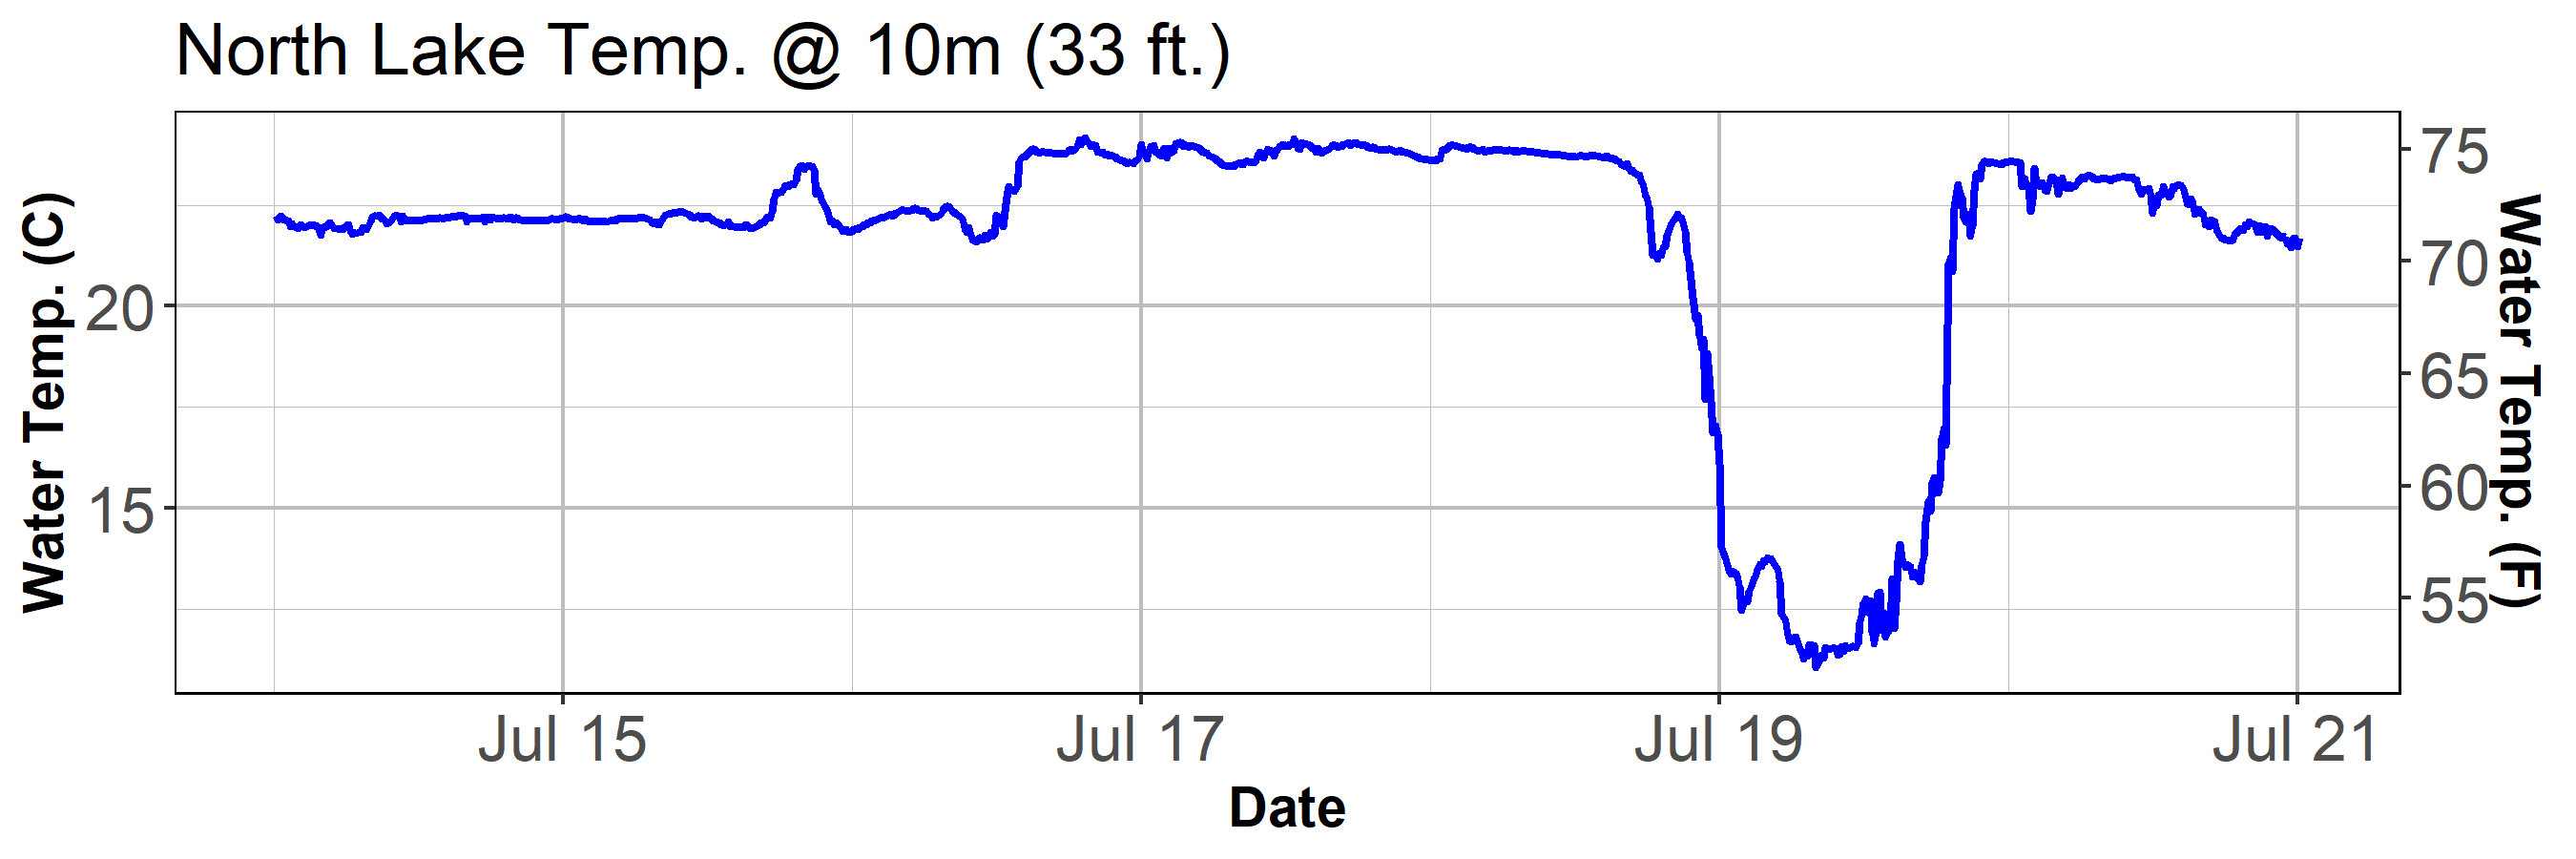 North Lake Temp. @ 10m (33 ft.)
Water Temp. (C)
20
15
75
70
65
60
55
Water Temp. (F)
Jul 15
Jul 17
Jul 19
Jul 21
Date